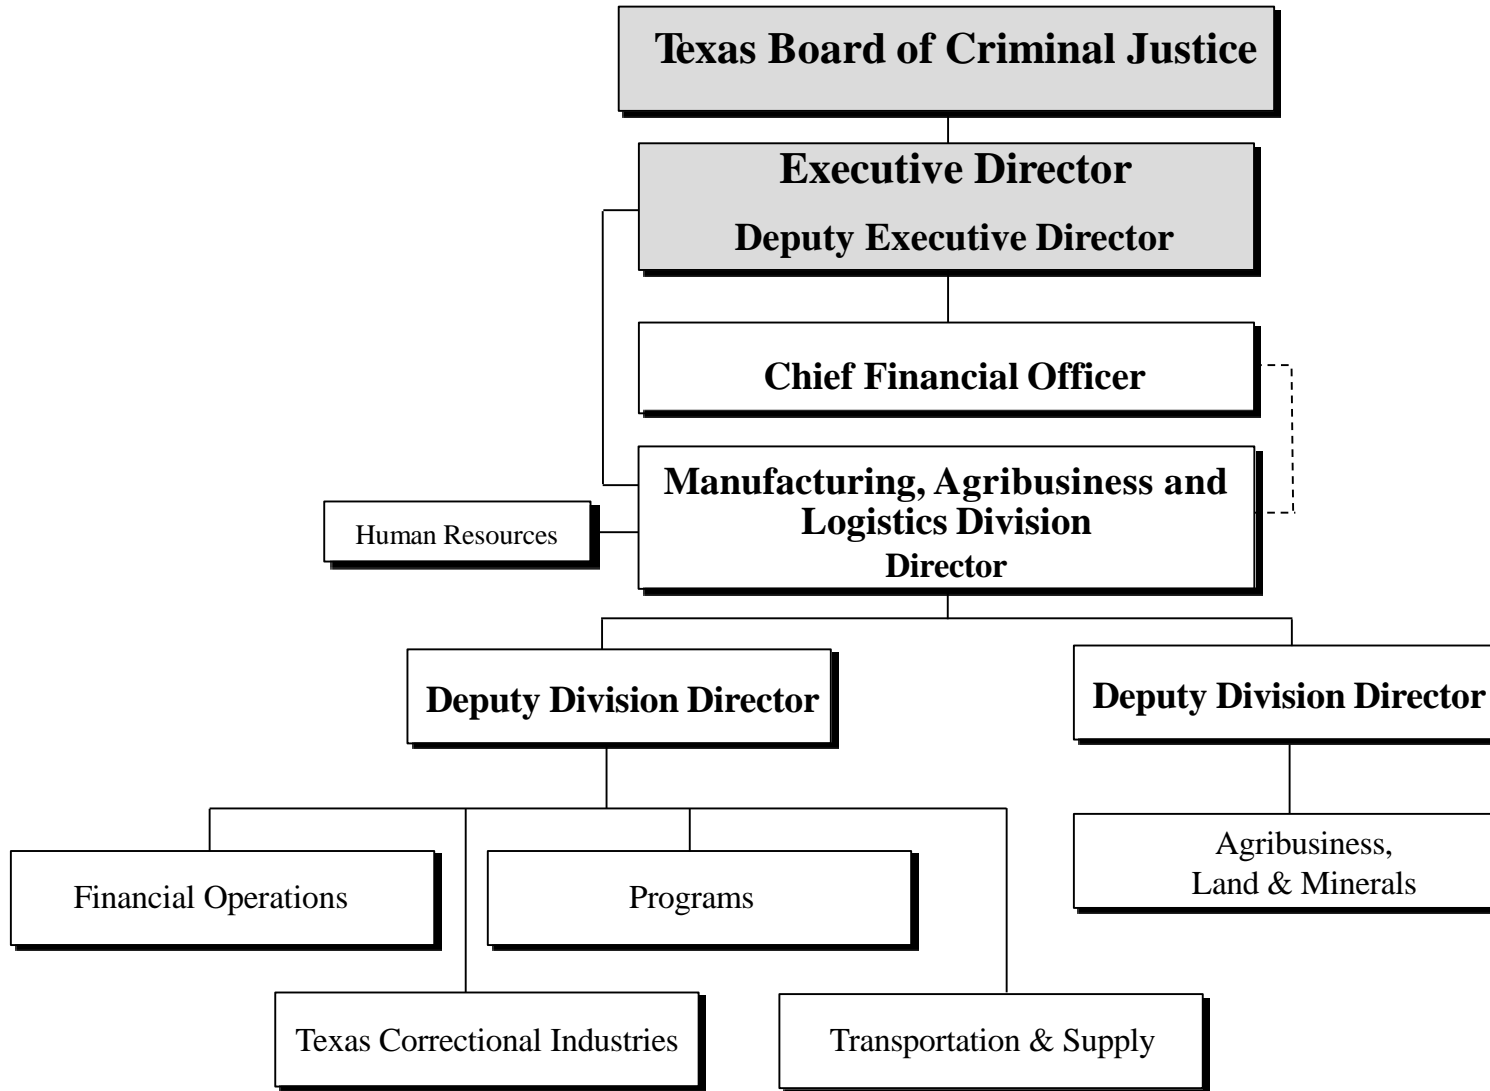 Texas Board of Criminal Justice
Executive Director
Deputy Executive Director
Chief Financial Officer
Manufacturing, Agribusiness and
Logistics Division
Director
Human Resources
Deputy Division Director
Deputy Division Director
Financial Operations
Programs
Agribusiness,
Land & Minerals
Texas Correctional Industries
Transportation & Supply